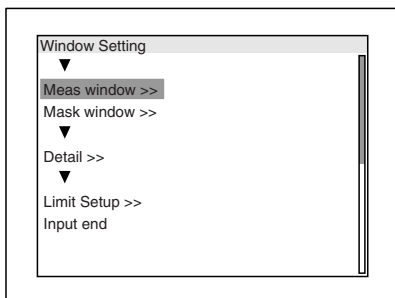 Window Setting
▼
Meas window >>
Mask window >>
▼
Detail >>
▼
Limit Setup >>
Input end